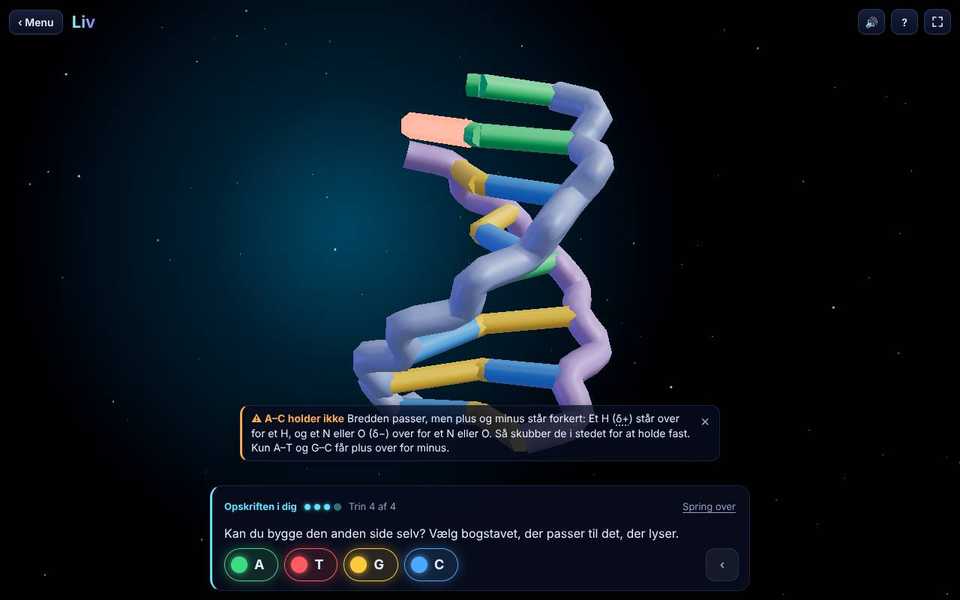 ‹ Menu Liv
?
⚠ A–C holder ikke Bredden passer, men plus og minus står forkert: Et H (δ+) står over
for et H, og et N eller O (δ−) over for et N eller O. Så skubber de i stedet for at holde fast.
Kun A–T og G–C får plus over for minus.
Opskriften i dig Trin 4 af 4 Spring over
Kan du bygge den anden side selv? Vælg bogstavet, der passer til det, der lyser.
A T G C